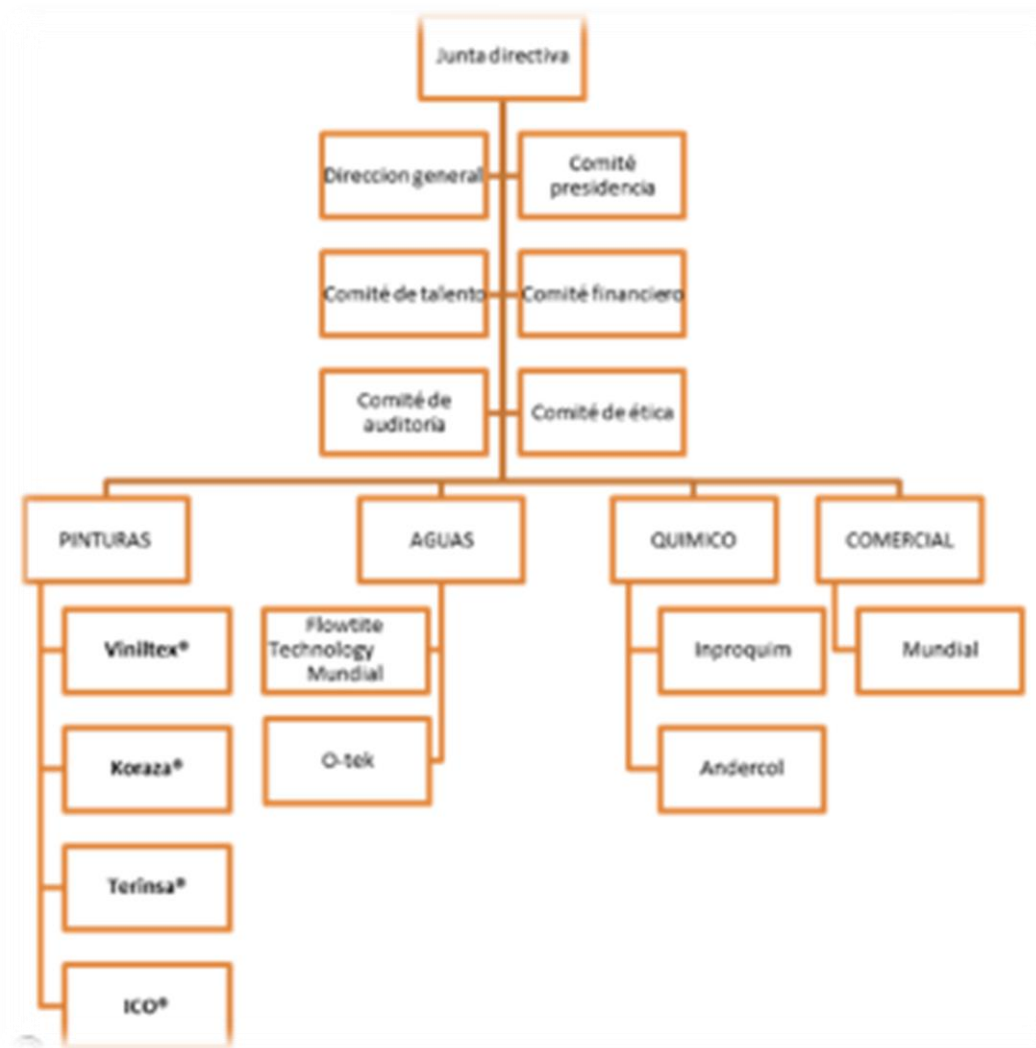 Junta directiva
Direccion general
Comité
presidencia
Comité de talento
Comité financiero
Comité de
auditoría
Comité de ética
PINTURAS
AGUAS
QUIMICO
COMERCIAL
Viniltex®
Flowtite
Technology
Mundial
Inproquim
Mundial
Koraza®
O-tek
Andercol
Terinsa®
ICO®